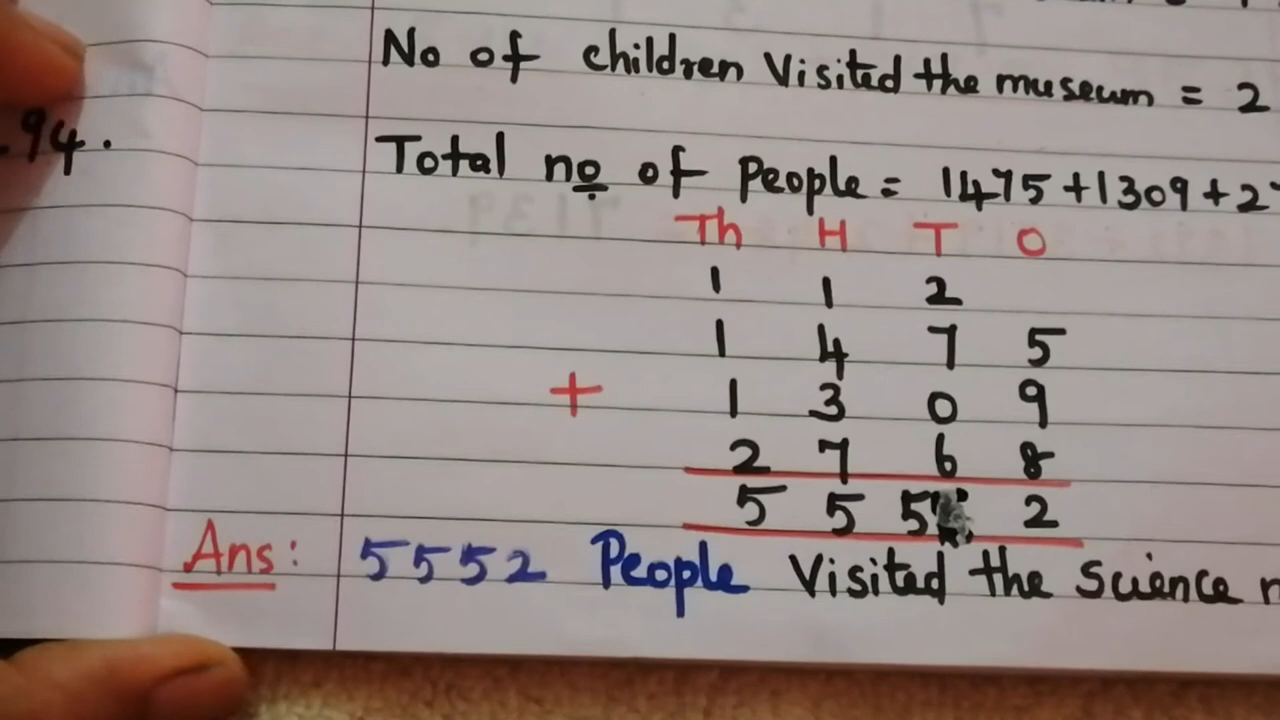 No of children Visited the museum = 2
.94.
Total no of People = 1475+1309+2
Th H T O
1 1 2
1 4 7 5
+ 1 3 0 9
2 7 6 8
5 5 5 2
Ans: 5552 People Visited the Science